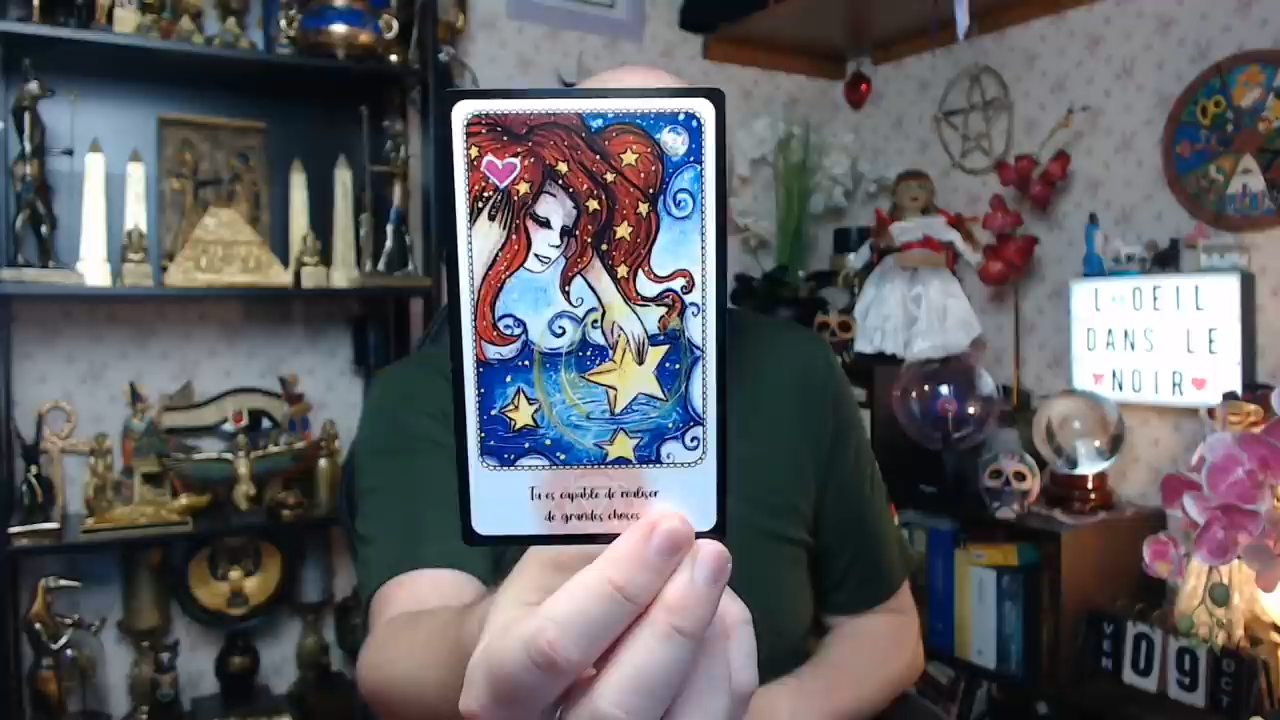 Tu es capable de réaliser
de grandes choses
L'OEIL
DANS LE
NOIR
VEN
09
OCT